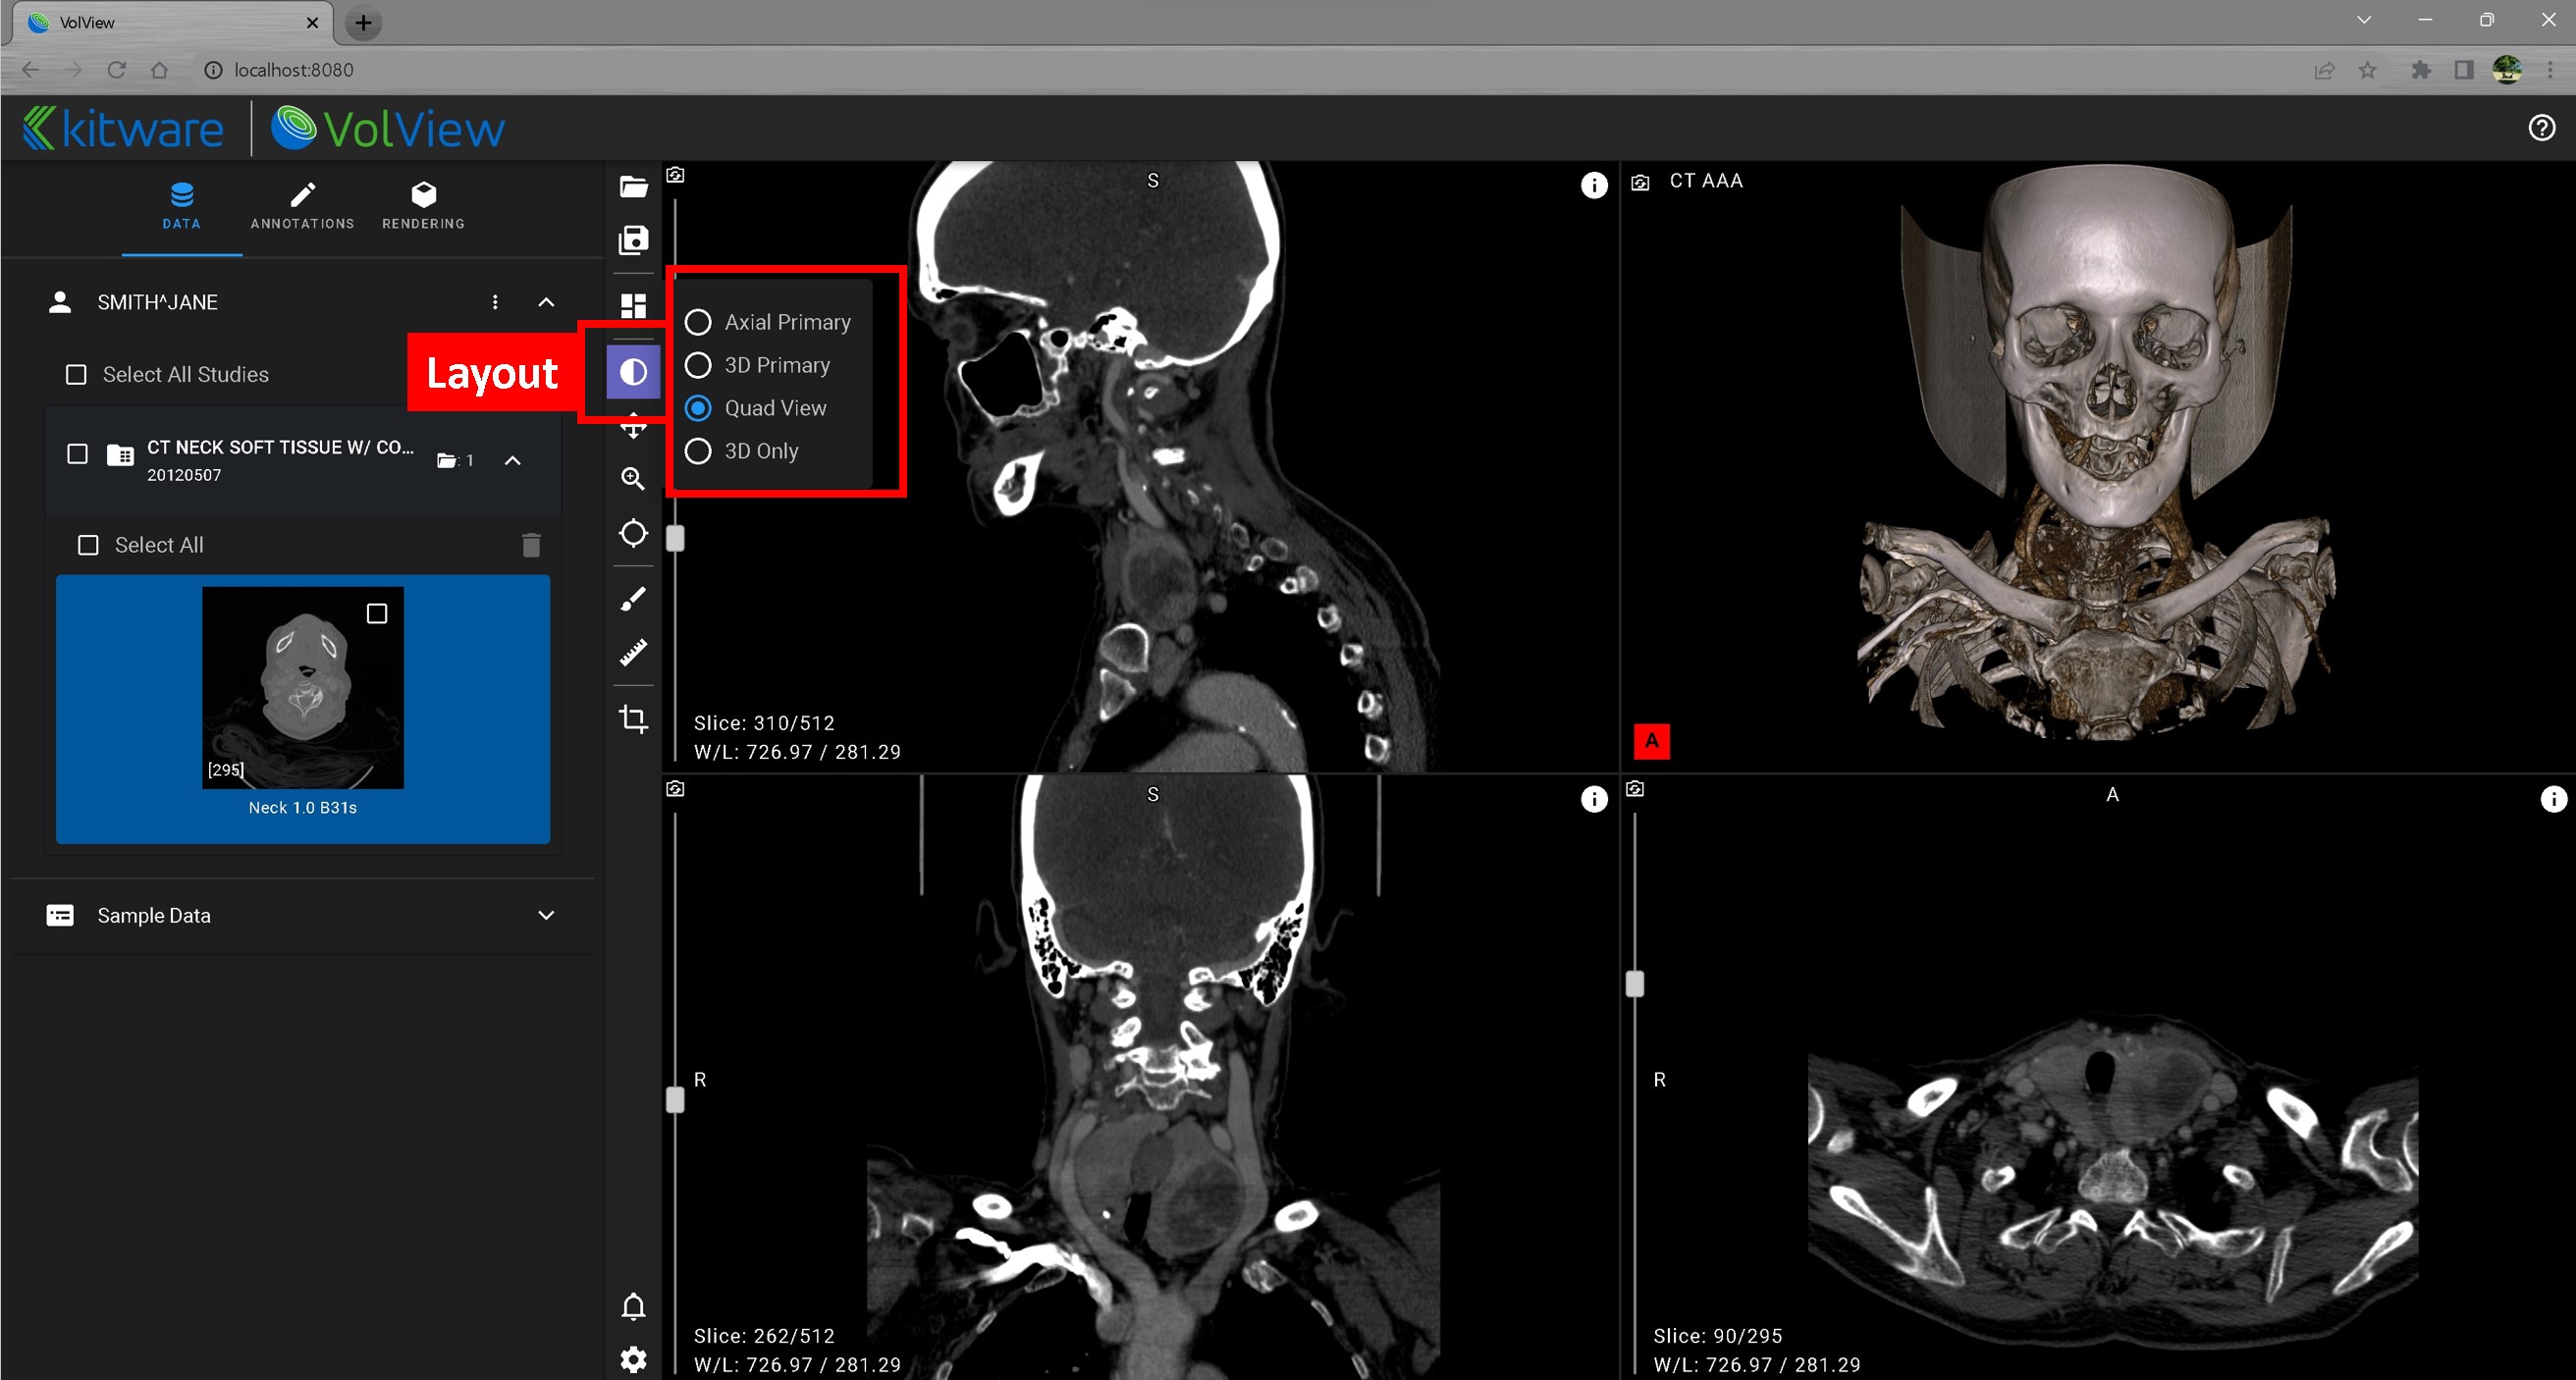 VolView
localhost:8080
kitware
VolView
DATA
ANNOTATIONS
RENDERING
SMITH^JANE
Select All Studies
CT NECK SOFT TISSUE W/ CO...
20120507
: 1
Select All
[295]
Neck 1.0 B31s
Sample Data
Layout
Axial Primary
3D Primary
Quad View
3D Only
S
Slice: 310/512
W/L: 726.97 / 281.29
CT AAA
A
S
R
Slice: 262/512
W/L: 726.97 / 281.29
A
R
Slice: 90/295
W/L: 726.97 / 281.29